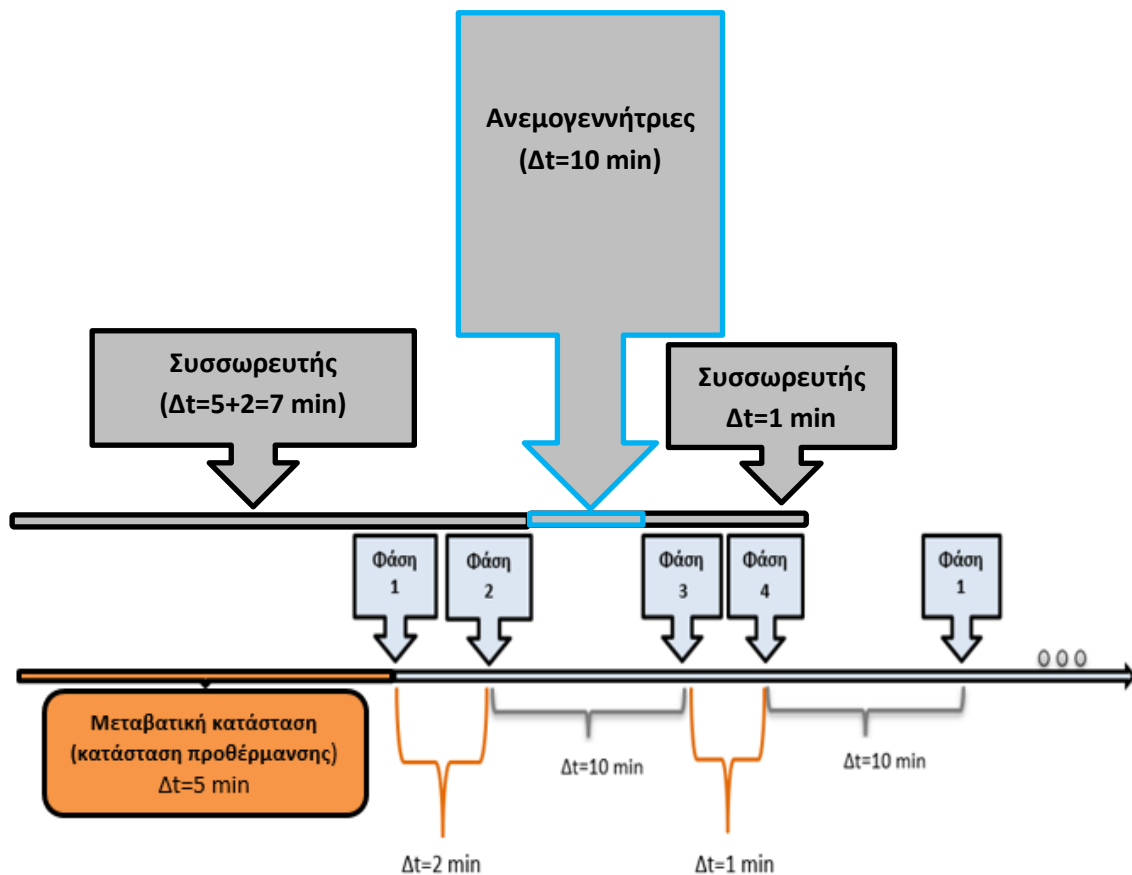 Ανεμογεννήτριες
(Δt=10 min)
Συσσωρευτής
(Δt=5+2=7 min)
Συσσωρευτής
Δt=1 min
Φάση
1
Φάση
2
Φάση
3
Φάση
4
Φάση
1
Μεταβατική κατάσταση
(κατάσταση προθέρμανσης)
Δt=5 min
Δt=10 min
Δt=10 min
Δt=2 min
Δt=1 min